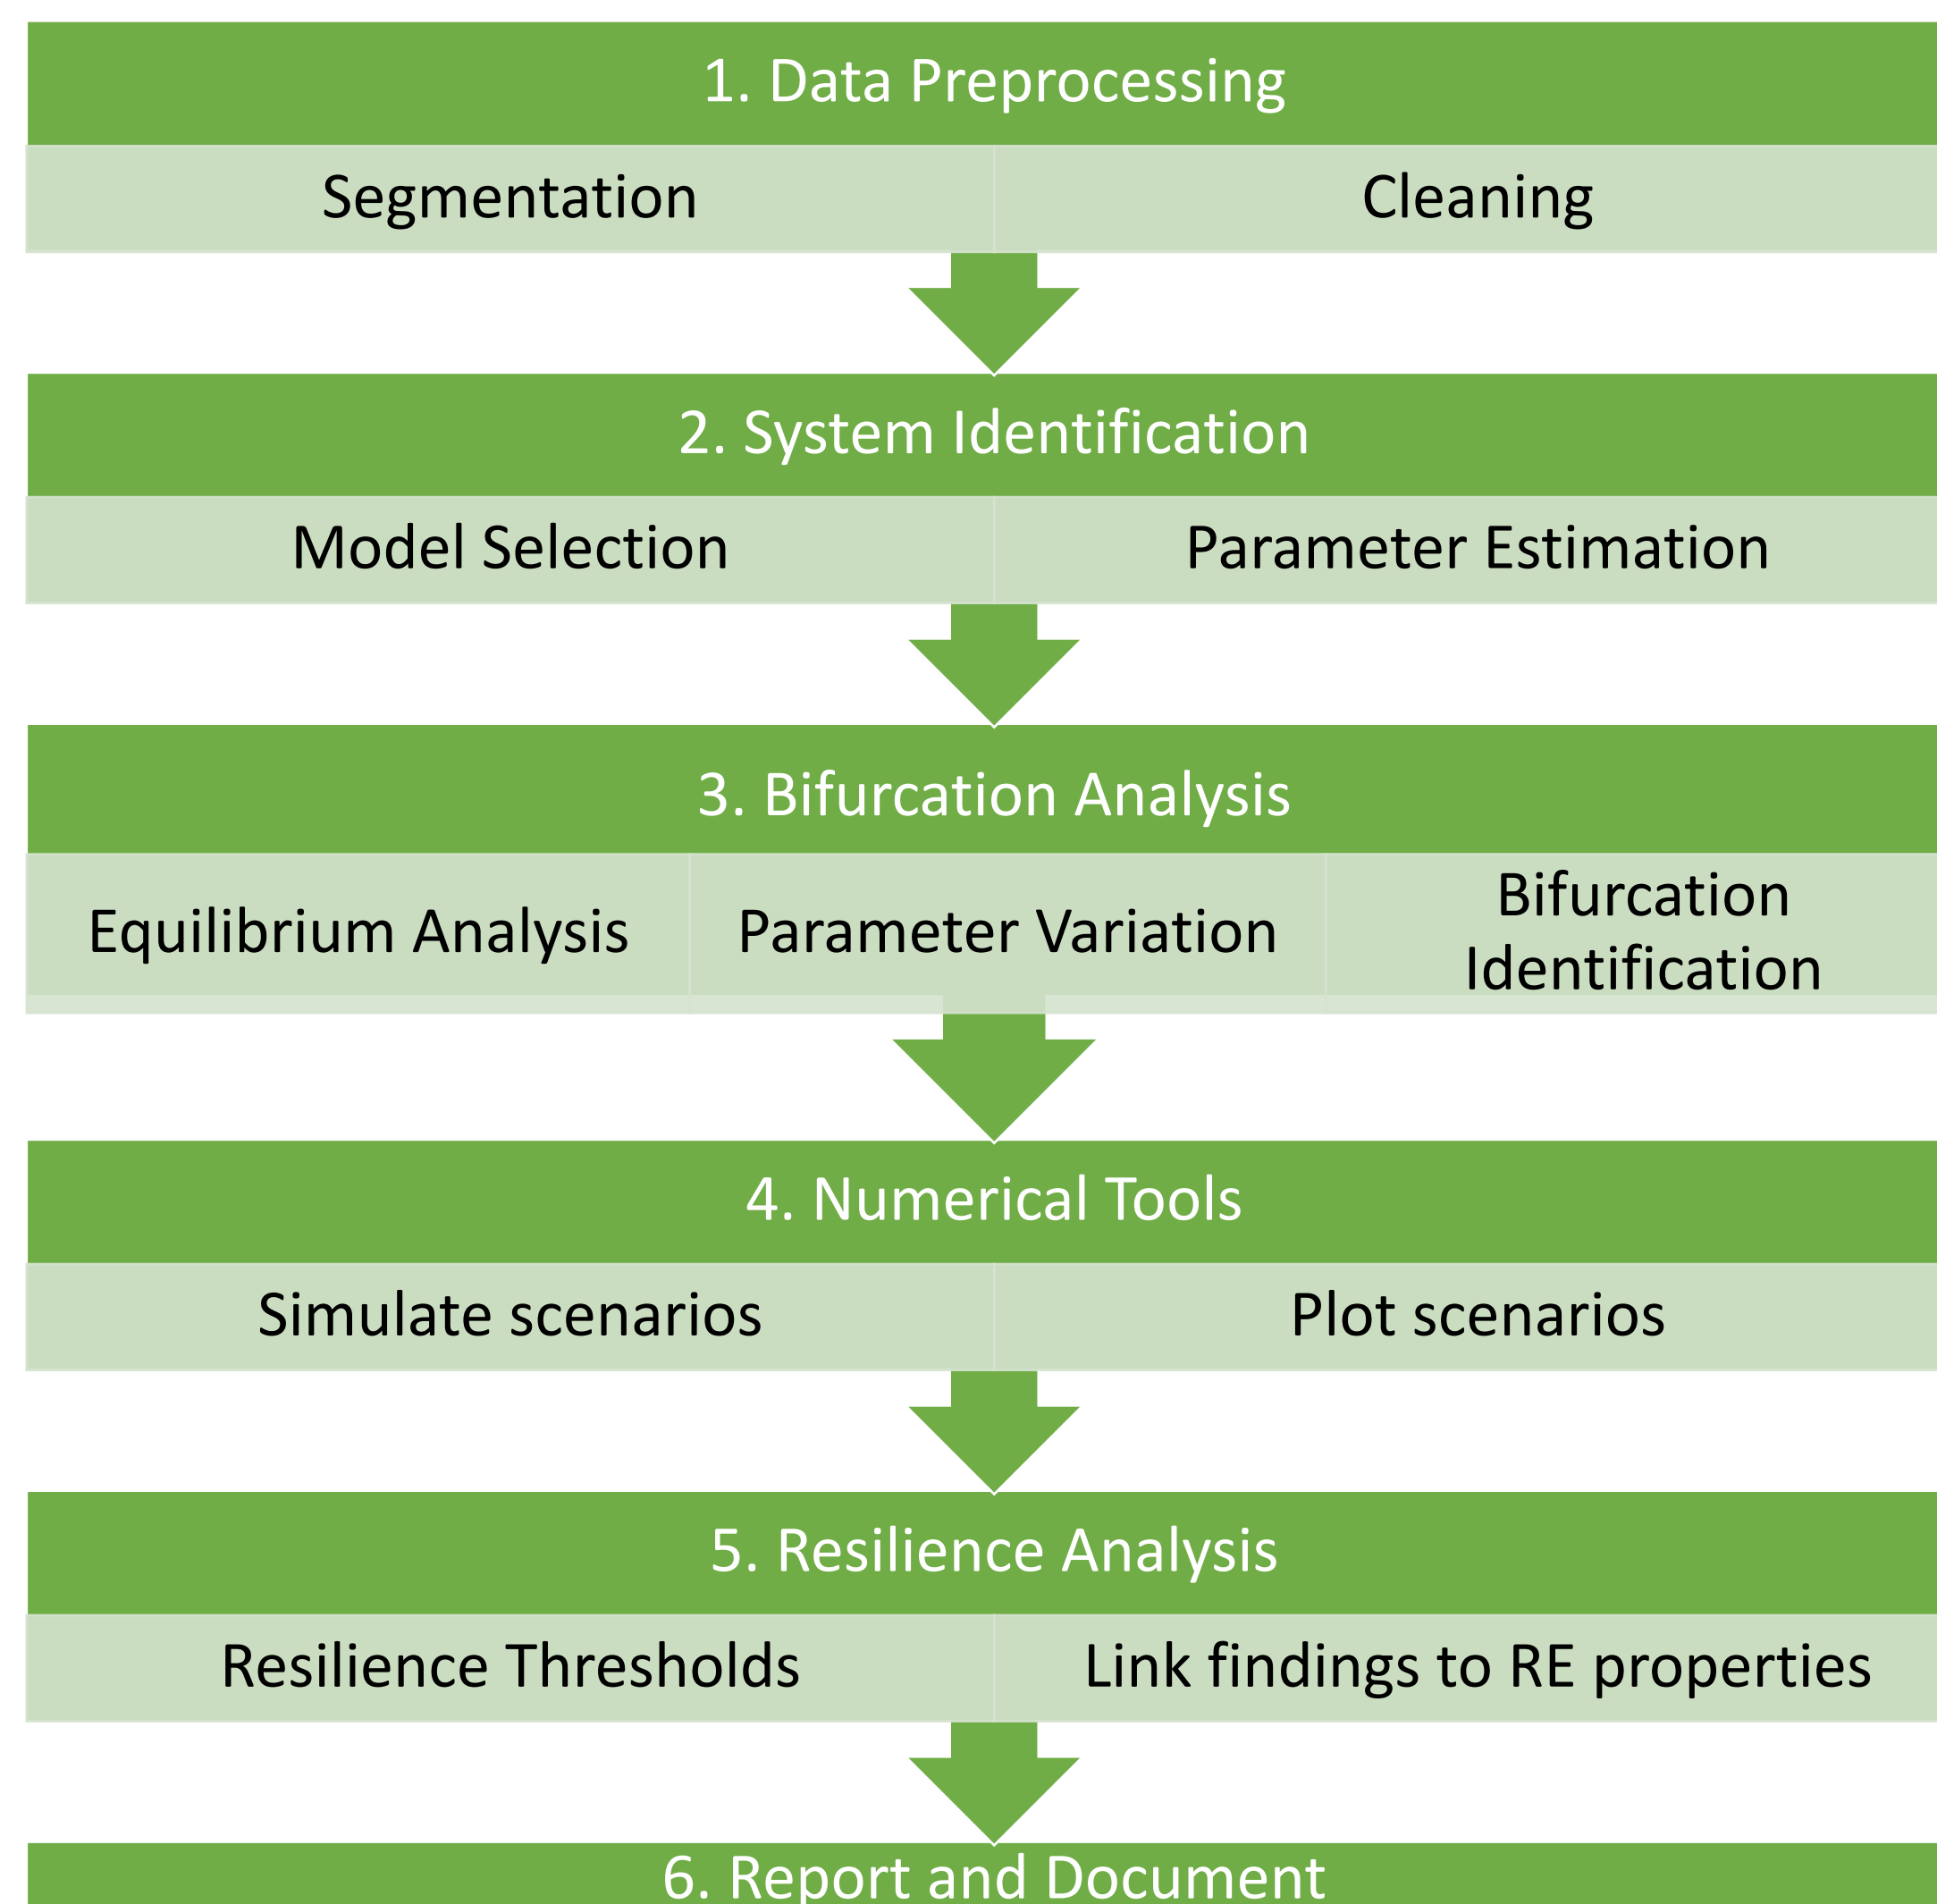 1. Data Preprocessing
Segmentation
Cleaning
2. System Identification
Model Selection
Parameter Estimation
3. Bifurcation Analysis
Equilibrium Analysis
Parameter Variation
Bifurcation
Identification
4. Numerical Tools
Simulate scenarios
Plot scenarios
5. Resilience Analysis
Resilience Thresholds
Link findings to RE properties
6. Report and Document